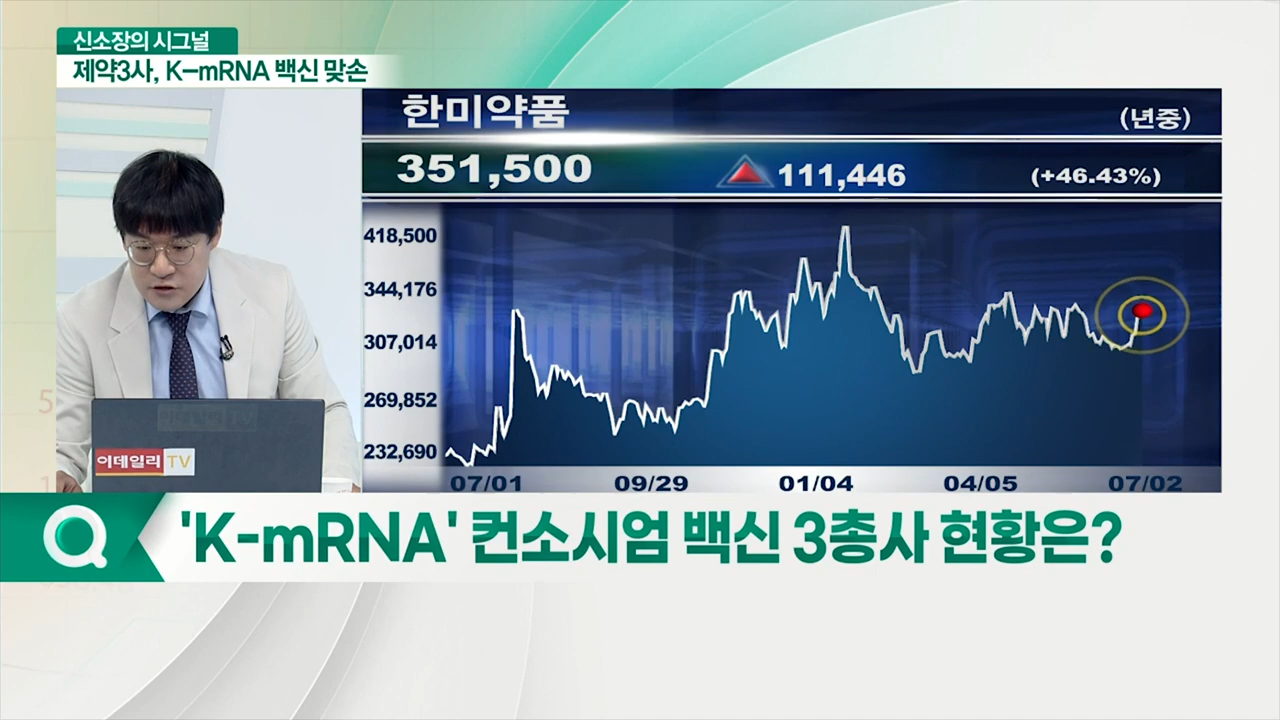 신소장의 시그널
제약3사, K-mRNA 백신 맞손
한미약품
(년중)
351,500 ▲ 111,446 (+46.43%)
418,500
344,176
307,014
269,852
232,690
07/01 09/29 01/04 04/05 07/02
이데일리 TV
'K-mRNA' 컨소시엄 백신 3총사 현황은?